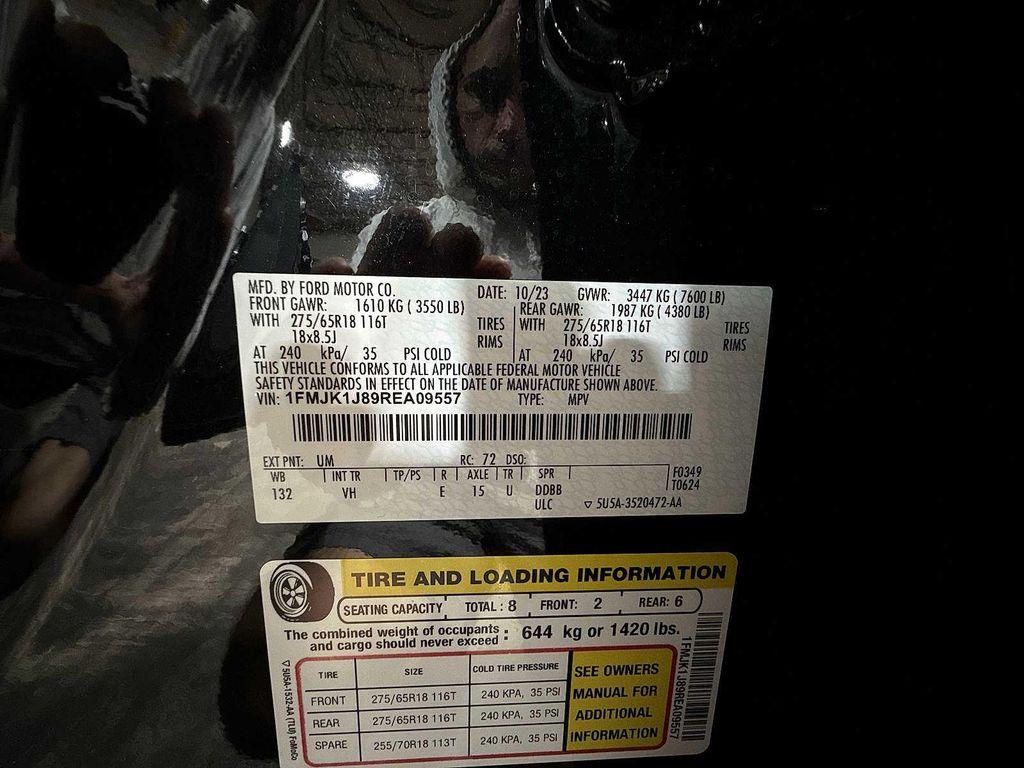 MFD. BY FORD MOTOR CO. DATE: 10/23 GVWR: 3447 KG ( 7600 LB)
FRONT GAWR: 1610 KG ( 3550 LB) REAR GAWR: 1987 KG ( 4380 LB)
WITH 275/65R18 116T TIRES WITH 275/65R18 116T TIRES
18x8.5J RIMS 18x8.5J RIMS
AT 240 kPa/ 35 PSI COLD AT 240 kPa/ 35 PSI COLD
THIS VEHICLE CONFORMS TO ALL APPLICABLE FEDERAL MOTOR VEHICLE
SAFETY STANDARDS IN EFFECT ON THE DATE OF MANUFACTURE SHOWN ABOVE.
VIN: 1FMJK1J89REA09557 TYPE: MPV
EXT PNT: UM RC: 72 DSO:
WB INT TR TP/PS R AXLE TR SPR F0349
132 VH E 15 U DDBB T0624
ULC ▽ 5U5A-3520472-AA
TIRE AND LOADING INFORMATION
SEATING CAPACITY TOTAL : 8 FRONT: 2 REAR: 6
The combined weight of occupants and cargo should never exceed : 644 kg or 1420 lbs.
TIRE SIZE COLD TIRE PRESSURE
FRONT 275/65R18 116T 240 KPA, 35 PSI
REAR 275/65R18 116T 240 KPA, 35 PSI
SPARE 255/70R18 113T 240 KPA, 35 PSI
SEE OWNERS
MANUAL FOR
ADDITIONAL
INFORMATION
▽ 5U5A-1532-AA (TLU) FoMoCo
1FMJK1J89REA09557